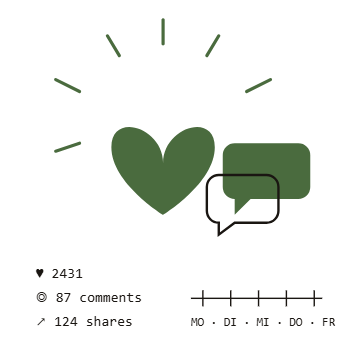 ♥ 2431
◎ 87 comments
↗ 124 shares
MO · DI · MI · DO · FR